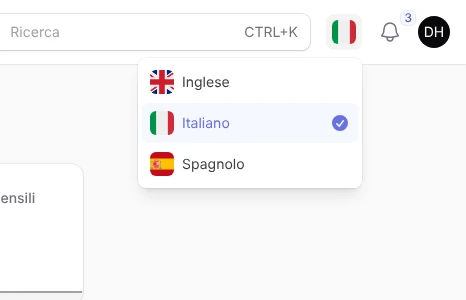 Ricerca CTRL+K 3 DH
Inglese
Italiano
Spagnolo
ensili